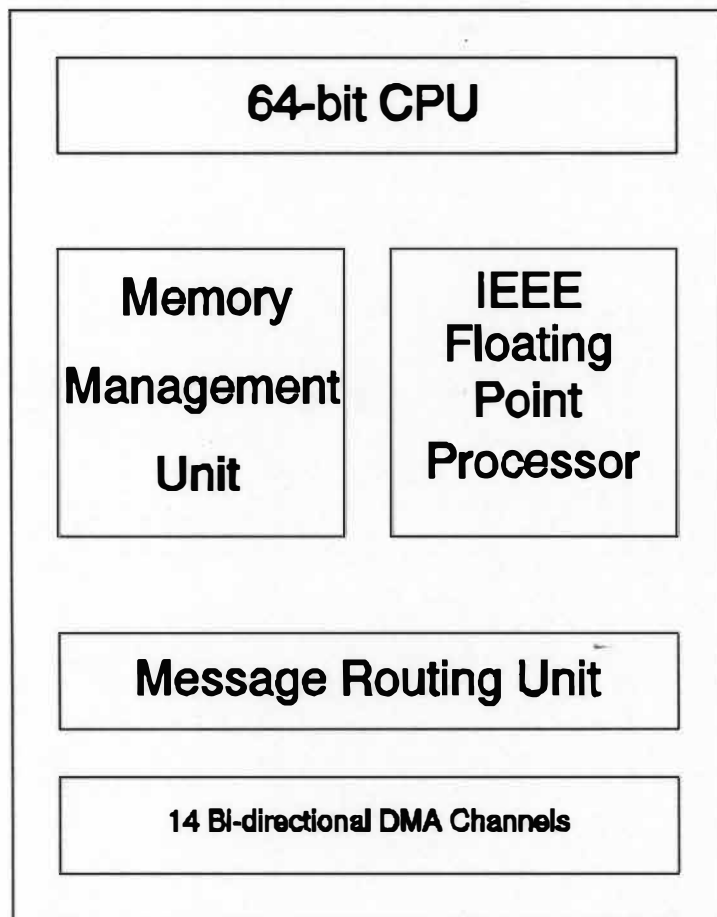 64-bit CPU
Memory
Management
Unit
IEEE
Floating
Point
Processor
Message Routing Unit
14 Bi-directional DMA Channels